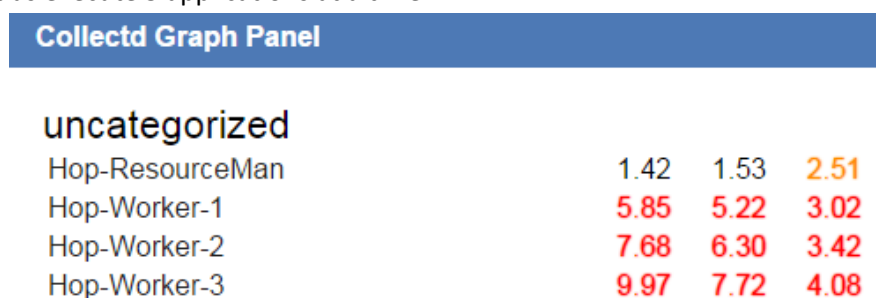 Collectd Graph Panel
uncategorized
Hop-ResourceMan 1.42 1.53 2.51
Hop-Worker-1 5.85 5.22 3.02
Hop-Worker-2 7.68 6.30 3.42
Hop-Worker-3 9.97 7.72 4.08